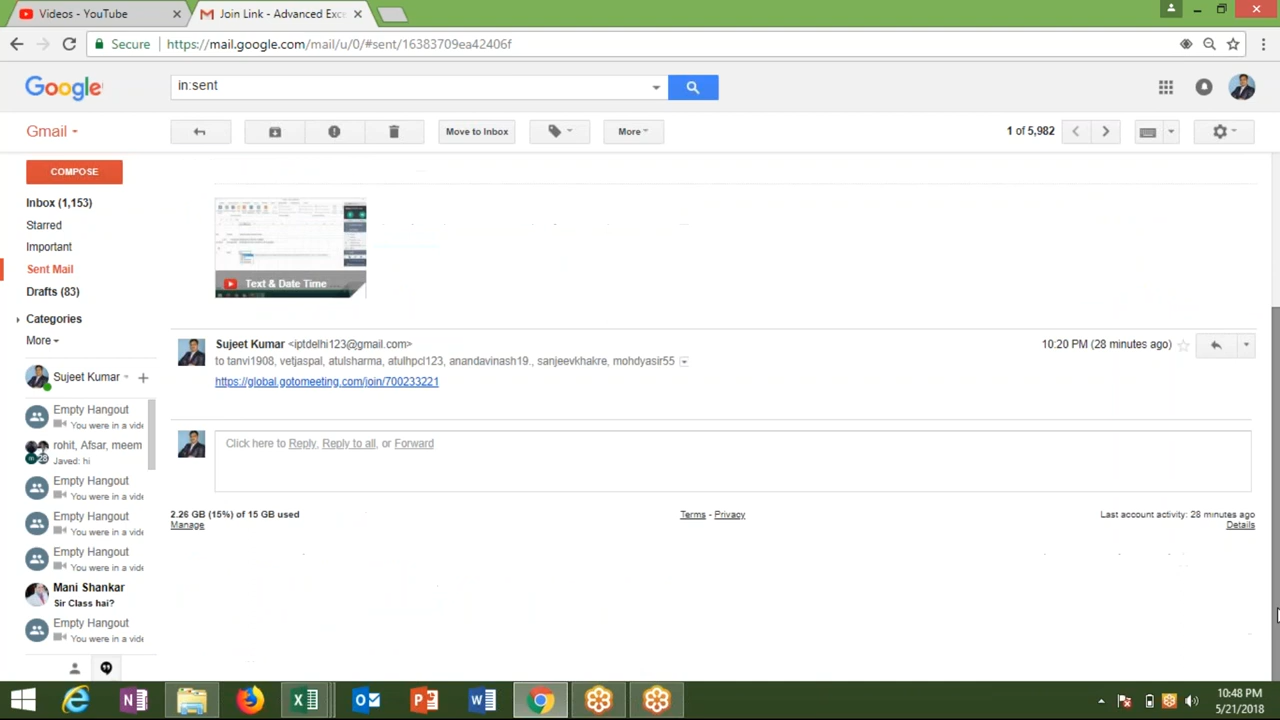 Videos - YouTube
Join Link - Advanced Exc
Secure
https://mail.google.com/mail/u/0/#sent/16383709ea42406f
Google
in:sent
Gmail
Move to Inbox
More
1 of 5,982
COMPOSE
Inbox (1,153)
Starred
Important
Sent Mail
Drafts (83)
Categories
More
Sujeet Kumar
Empty Hangout
You were in a vide
rohit, Afsar, meem
Javed: hi
Empty Hangout
You were in a vide
Empty Hangout
You were in a vide
Empty Hangout
You were in a vide
Mani Shankar
Sir Class hai?
Empty Hangout
You were in a vide
Text & Date Time
Sujeet Kumar <iptdelhi123@gmail.com>
10:20 PM (28 minutes ago)
to tanvi1908, vetjaspal, atulsharma, atulhpcl123, anandavinash19., sanjeevkhakre, mohdyasir55
https://global.gotomeeting.com/join/700233221
Click here to Reply, Reply to all, or Forward
2.26 GB (15%) of 15 GB used
Manage
Terms - Privacy
Last account activity: 28 minutes ago
Details
10:48 PM
5/21/2018